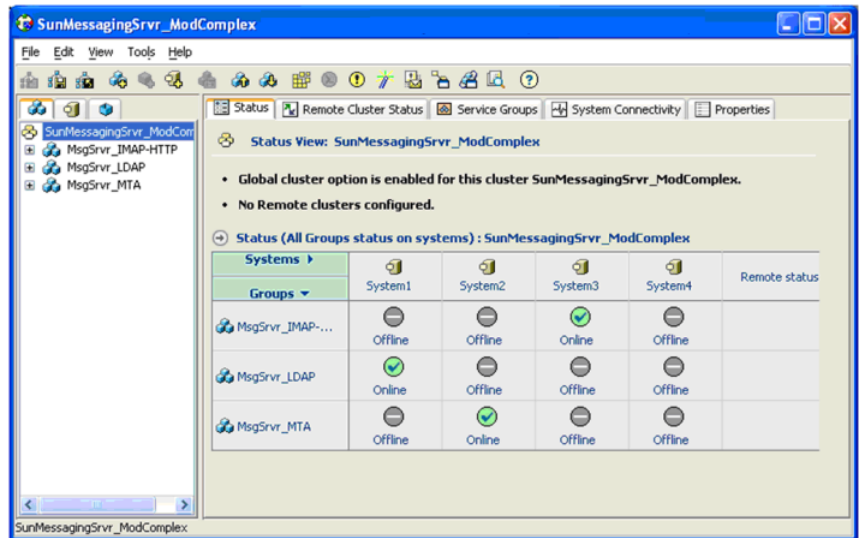 SunMessagingSrvr_ModComplex
File Edit View Tools Help
Status Remote Cluster Status Service Groups System Connectivity Properties
SunMessagingSrvr_ModCom
MsgSrvr_IMAP-HTTP
MsgSrvr_LDAP
MsgSrvr_MTA
Status View: SunMessagingSrvr_ModComplex
• Global cluster option is enabled for this cluster SunMessagingSrvr_ModComplex.
• No Remote clusters configured.
Status (All Groups status on systems) : SunMessagingSrvr_ModComplex
Systems
Groups
System1 System2 System3 System4 Remote status
MsgSrvr_IMAP-... Offline Offline Online Offline
MsgSrvr_LDAP Online Offline Offline Offline
MsgSrvr_MTA Offline Online Offline Offline
SunMessagingSrvr_ModComplex